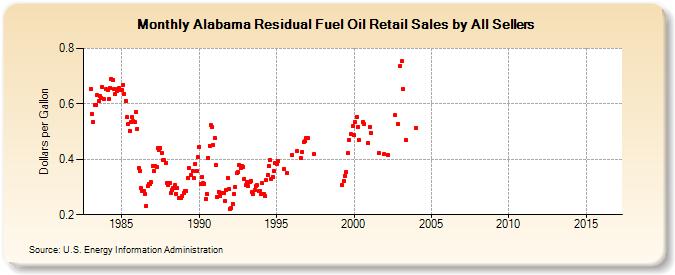 Monthly Alabama Residual Fuel Oil Retail Sales by All Sellers
Dollars per Gallon
0.8
0.6
0.4
0.2
1985 1990 1995 2000 2005 2010 2015
Source: U.S. Energy Information Administration